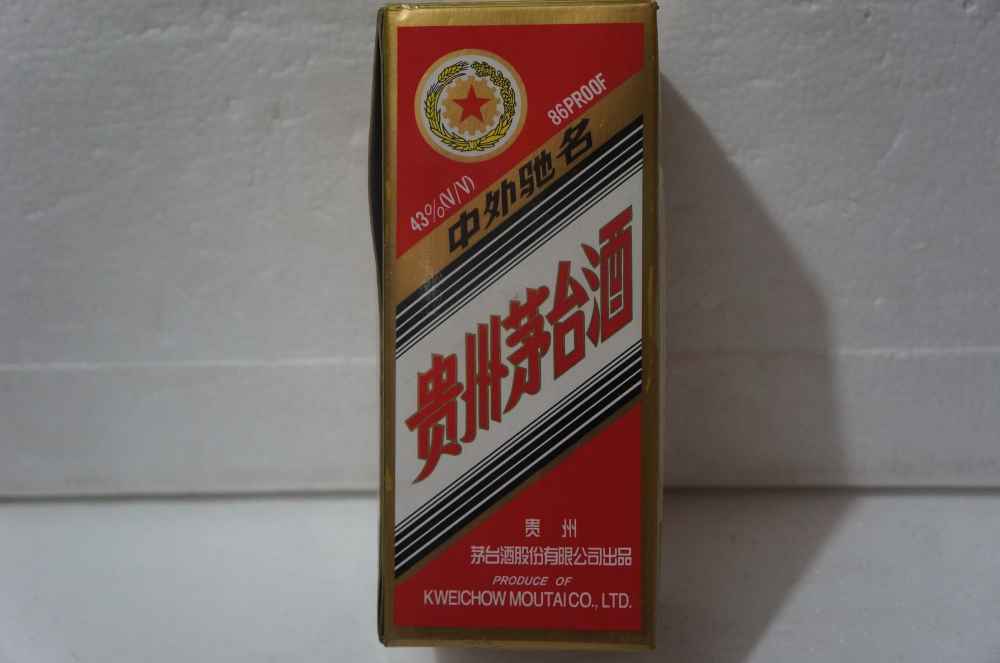 86PROOF
43%(V/V)
中外驰名
贵州茅台酒
贵州
茅台酒股份有限公司出品
PRODUCE OF
KWEICHOW MOUTAI CO., LTD.